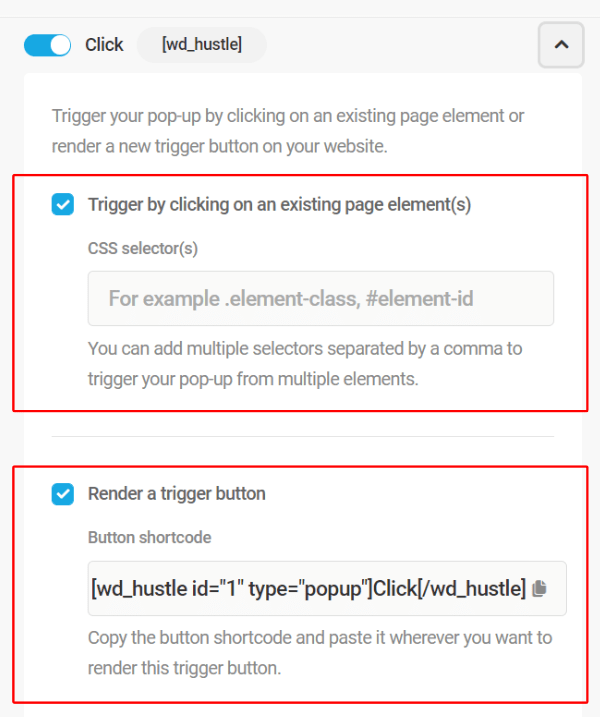 Click [wd_hustle]
Trigger your pop-up by clicking on an existing page element or
render a new trigger button on your website.
Trigger by clicking on an existing page element(s)
CSS selector(s)
For example .element-class, #element-id
You can add multiple selectors separated by a comma to
trigger your pop-up from multiple elements.
Render a trigger button
Button shortcode
[wd_hustle id="1" type="popup"]Click[/wd_hustle]
Copy the button shortcode and paste it wherever you want to
render this trigger button.